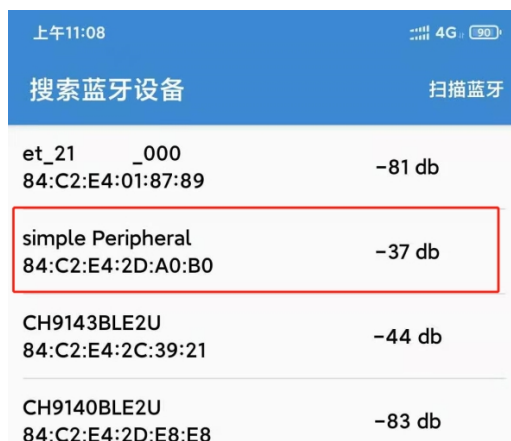 上午11:08 4G 90
搜索蓝牙设备 扫描蓝牙
et_21 _000
84:C2:E4:01:87:89
-81 db
simple Peripheral
84:C2:E4:2D:A0:B0
-37 db
CH9143BLE2U
84:C2:E4:2C:39:21
-44 db
CH9140BLE2U
84:C2:E4:2D:E8:E8
-83 db